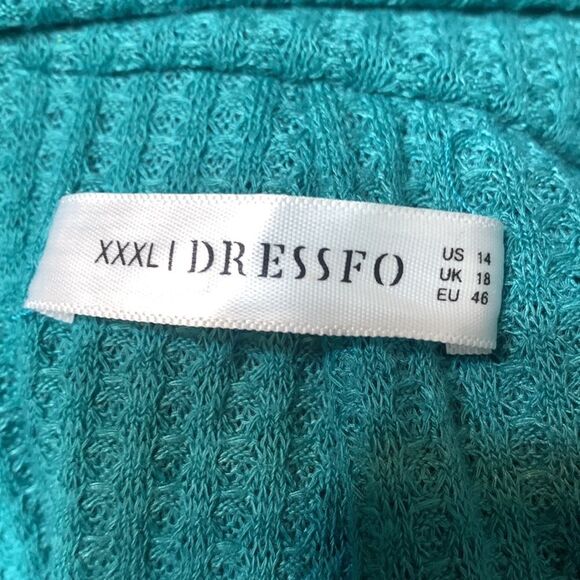 XXXL | DRESSFO
US 14
UK 18
EU 46